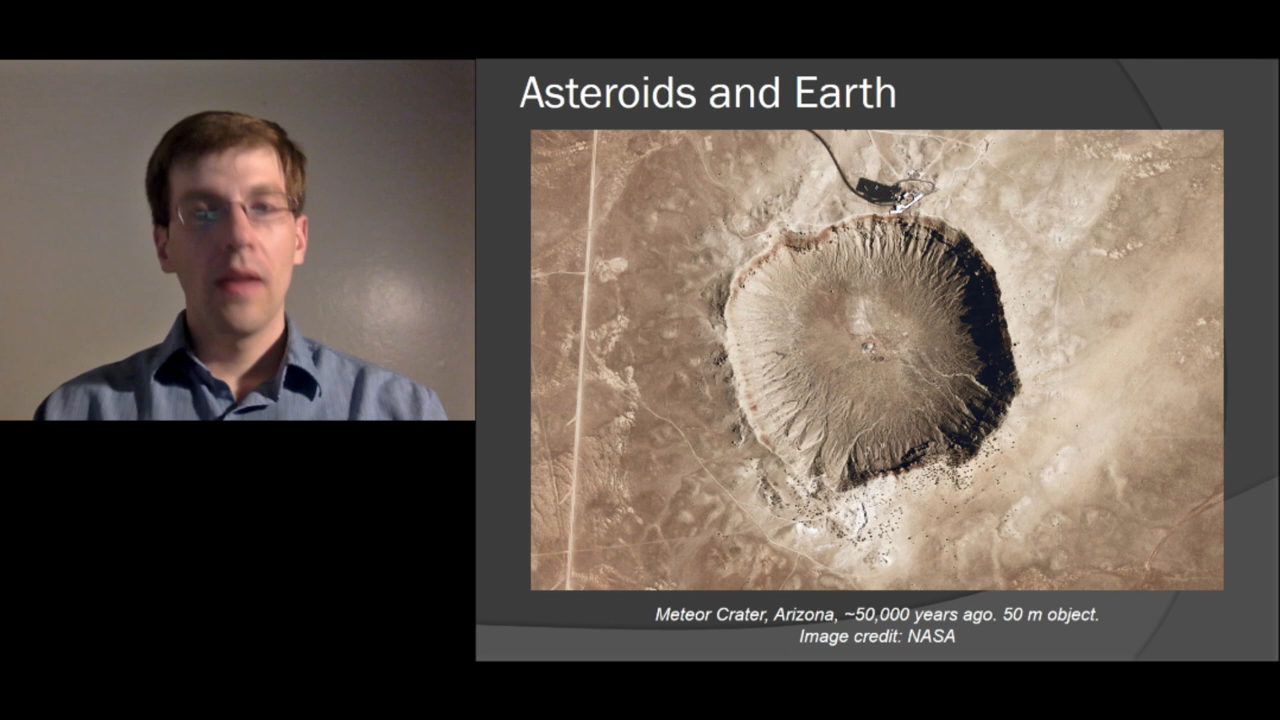 Asteroids and Earth
Meteor Crater, Arizona, ~50,000 years ago. 50 m object.
Image credit: NASA